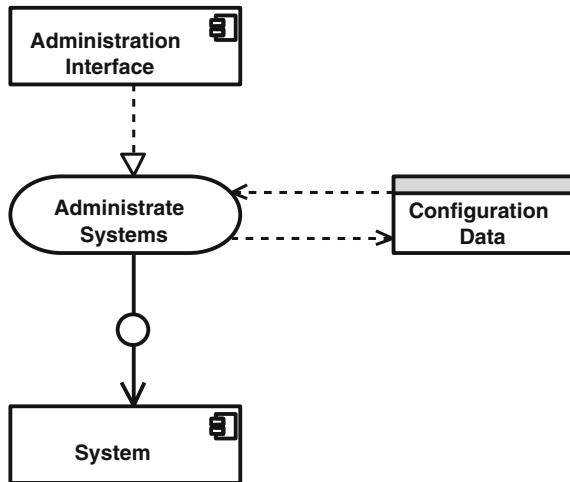 Administration
Interface
Administrate
Systems
Configuration
Data
System